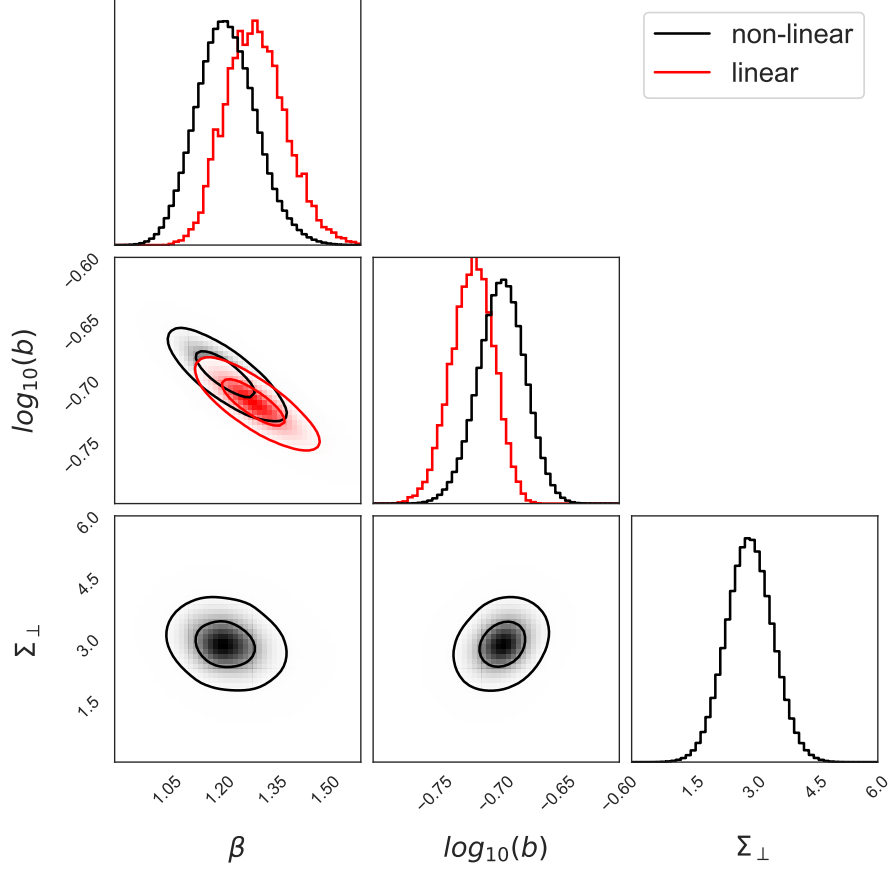 non-linear
linear
−0.60
−0.65
−0.70
−0.75
log₁₀(b)
6.0
4.5
3.0
1.5
Σ⊥
1.05 1.20 1.35 1.50
−0.75 −0.70 −0.65 −0.60
1.5 3.0 4.5 6.0
β log₁₀(b) Σ⊥